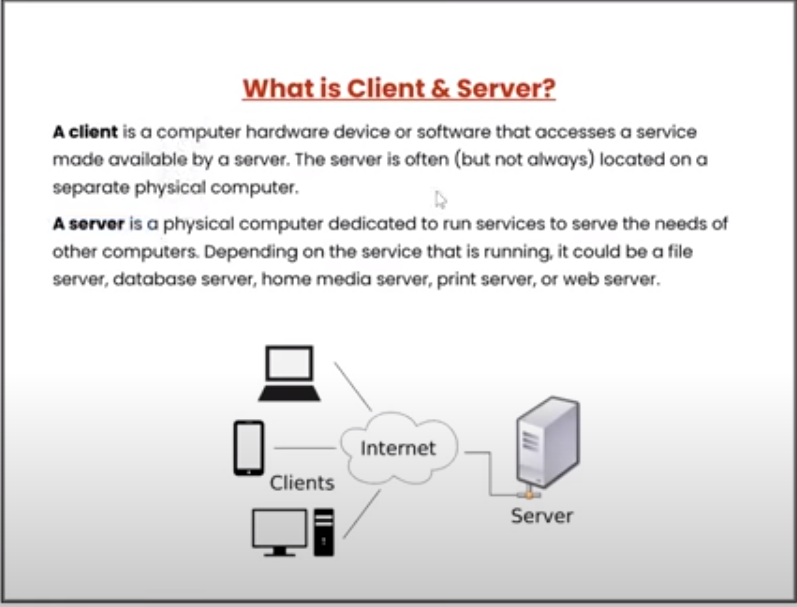 What is Client & Server?
A client is a computer hardware device or software that accesses a service
made available by a server. The server is often (but not always) located on a
separate physical computer.
A server is a physical computer dedicated to run services to serve the needs of
other computers. Depending on the service that is running, it could be a file
server, database server, home media server, print server, or web server.
Internet
Clients
Server